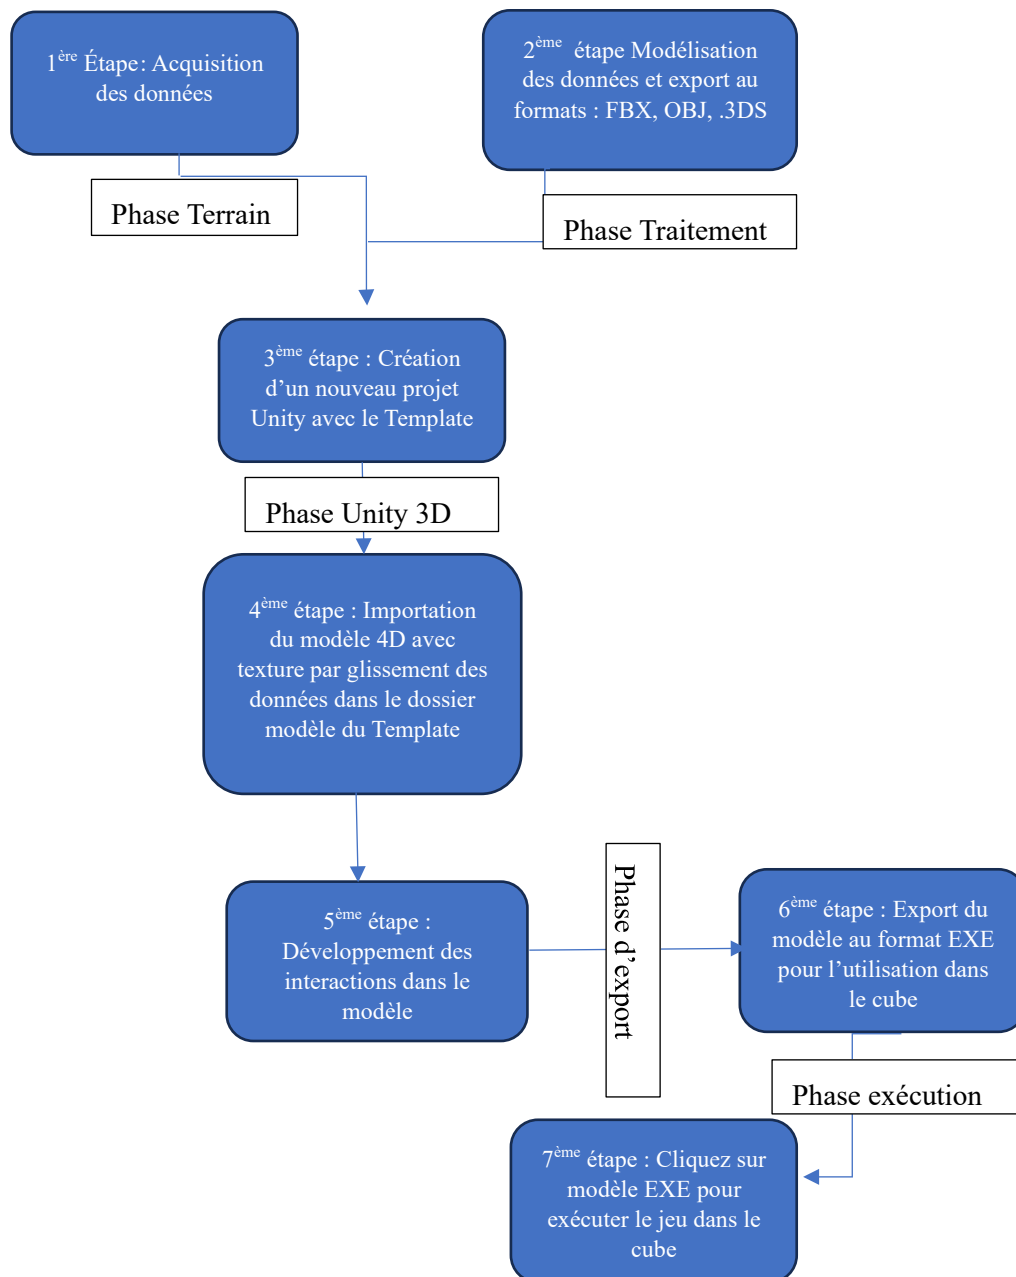 1ère Étape: Acquisition
des données
2ème étape Modélisation
des données et export au
formats : FBX, OBJ, .3DS
Phase Terrain
Phase Traitement
3ème étape : Création
d’un nouveau projet
Unity avec le Template
Phase Unity 3D
4ème étape : Importation
du modèle 4D avec
texture par glissement des
données dans le dossier
modèle du Template
5ème étape :
Développement des
interactions dans le
modèle
Phase d’export
6ème étape : Export du
modèle au format EXE
pour l’utilisation dans
le cube
Phase exécution
7ème étape : Cliquez sur
modèle EXE pour
exécuter le jeu dans le
cube